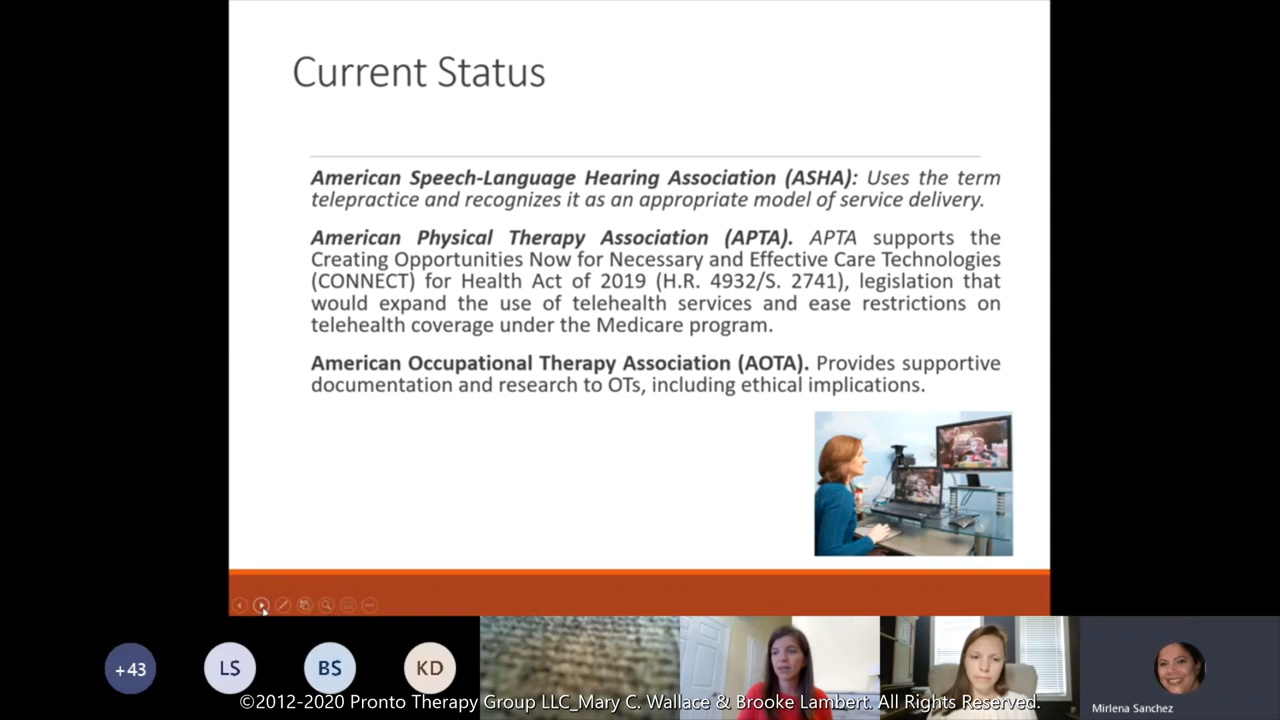 Current Status
American Speech-Language Hearing Association (ASHA): Uses the term
telepractice and recognizes it as an appropriate model of service delivery.
American Physical Therapy Association (APTA). APTA supports the
Creating Opportunities Now for Necessary and Effective Care Technologies
(CONNECT) for Health Act of 2019 (H.R. 4932/S. 2741), legislation that
would expand the use of telehealth services and ease restrictions on
telehealth coverage under the Medicare program.
American Occupational Therapy Association (AOTA). Provides supportive
documentation and research to OTs, including ethical implications.
+43
LS
BS
KD
©2012-2020 Pronto Therapy Group LLC_Mary C. Wallace & Brooke Lambert. All Rights Reserved.
Mirlena Sanchez